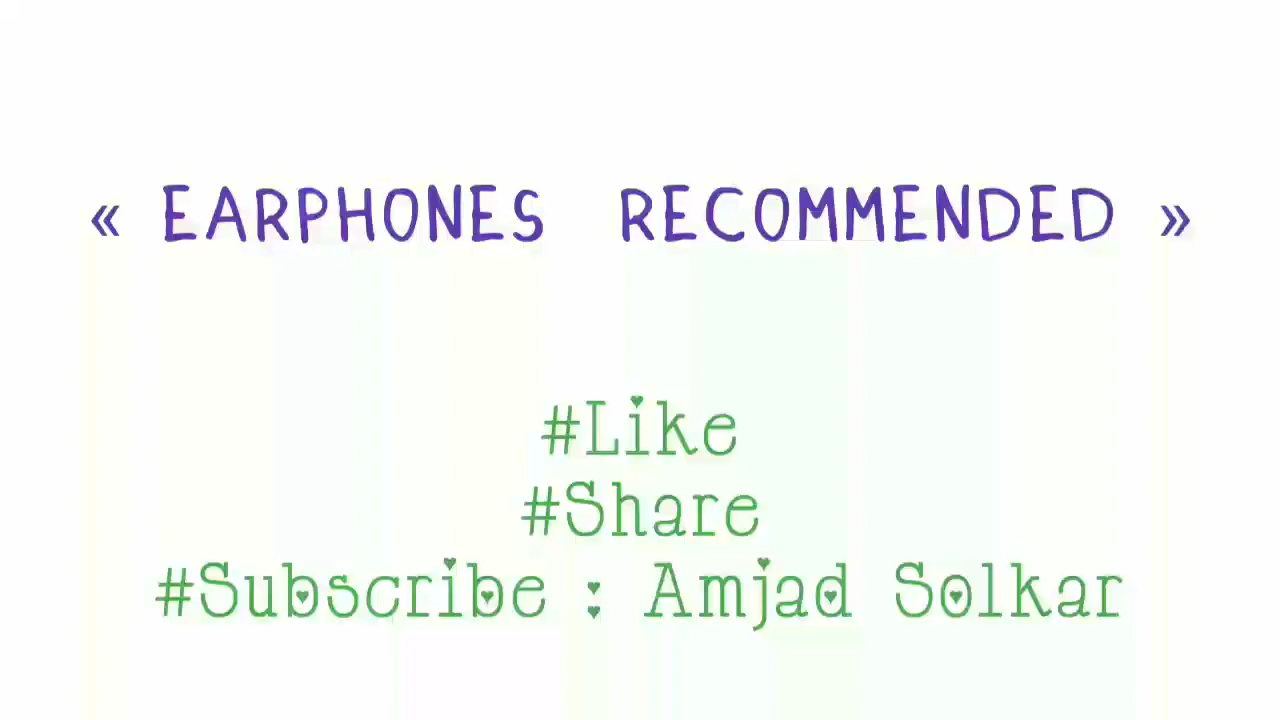 « EARPHONES RECOMMENDED »
#Like
#Share
#Subscribe : Amjad Solkar